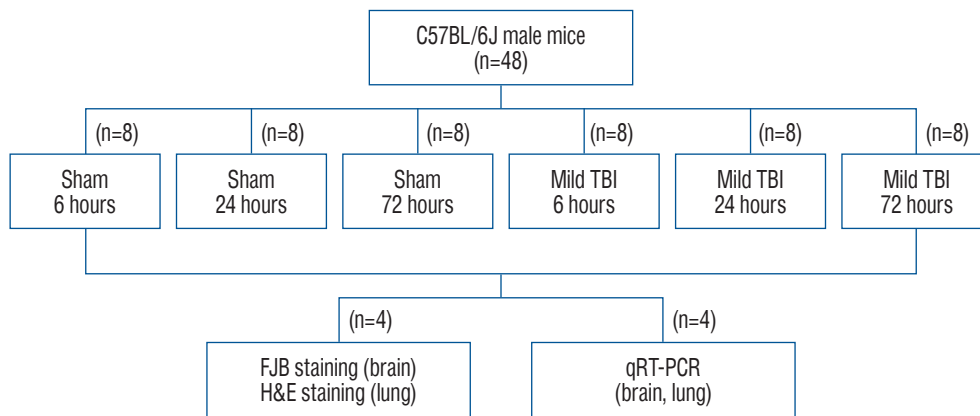 C57BL/6J male mice
(n=48)
(n=8) (n=8) (n=8) (n=8) (n=8) (n=8)
Sham Sham Sham Mild TBI Mild TBI Mild TBI
6 hours 24 hours 72 hours 6 hours 24 hours 72 hours
(n=4) (n=4)
FJB staining (brain) qRT-PCR
H&E staining (lung) (brain, lung)